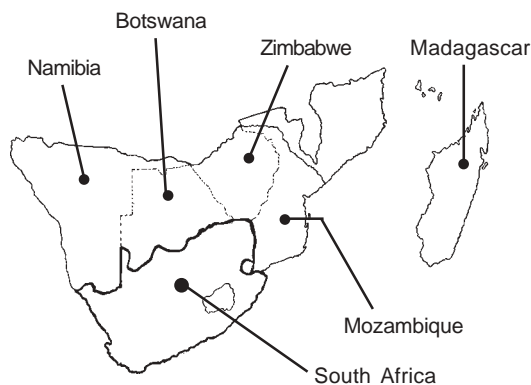 Botswana
Zimbabwe
Madagascar
Namibia
Mozambique
South Africa